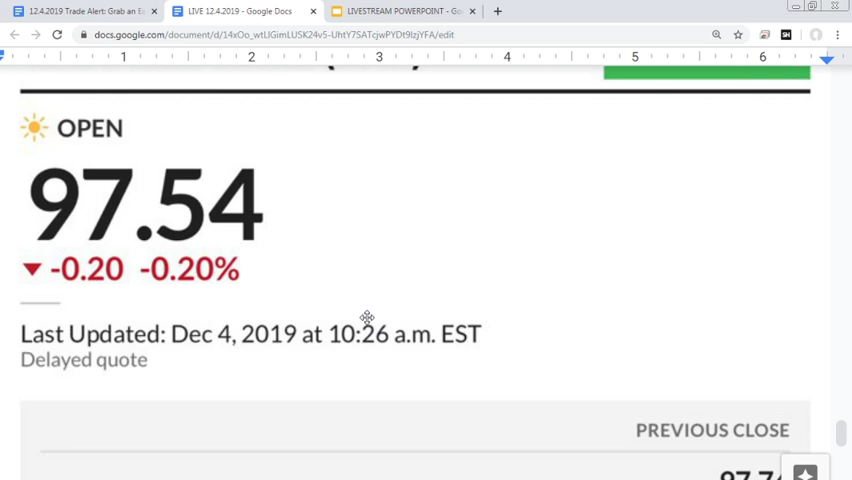 12.4.2019 Trade Alert: Grab an Ea
LIVE 12.4.2019 - Google Docs
LIVESTREAM POWERPOINT - Go
docs.google.com/document/d/14xOo_wtLIGimLUSK24v5-UhtY7SATcjwPYDt9lzjYFA/edit
1 2 3 4 5 6
OPEN
97.54
-0.20 -0.20%
Last Updated: Dec 4, 2019 at 10:26 a.m. EST
Delayed quote
PREVIOUS CLOSE